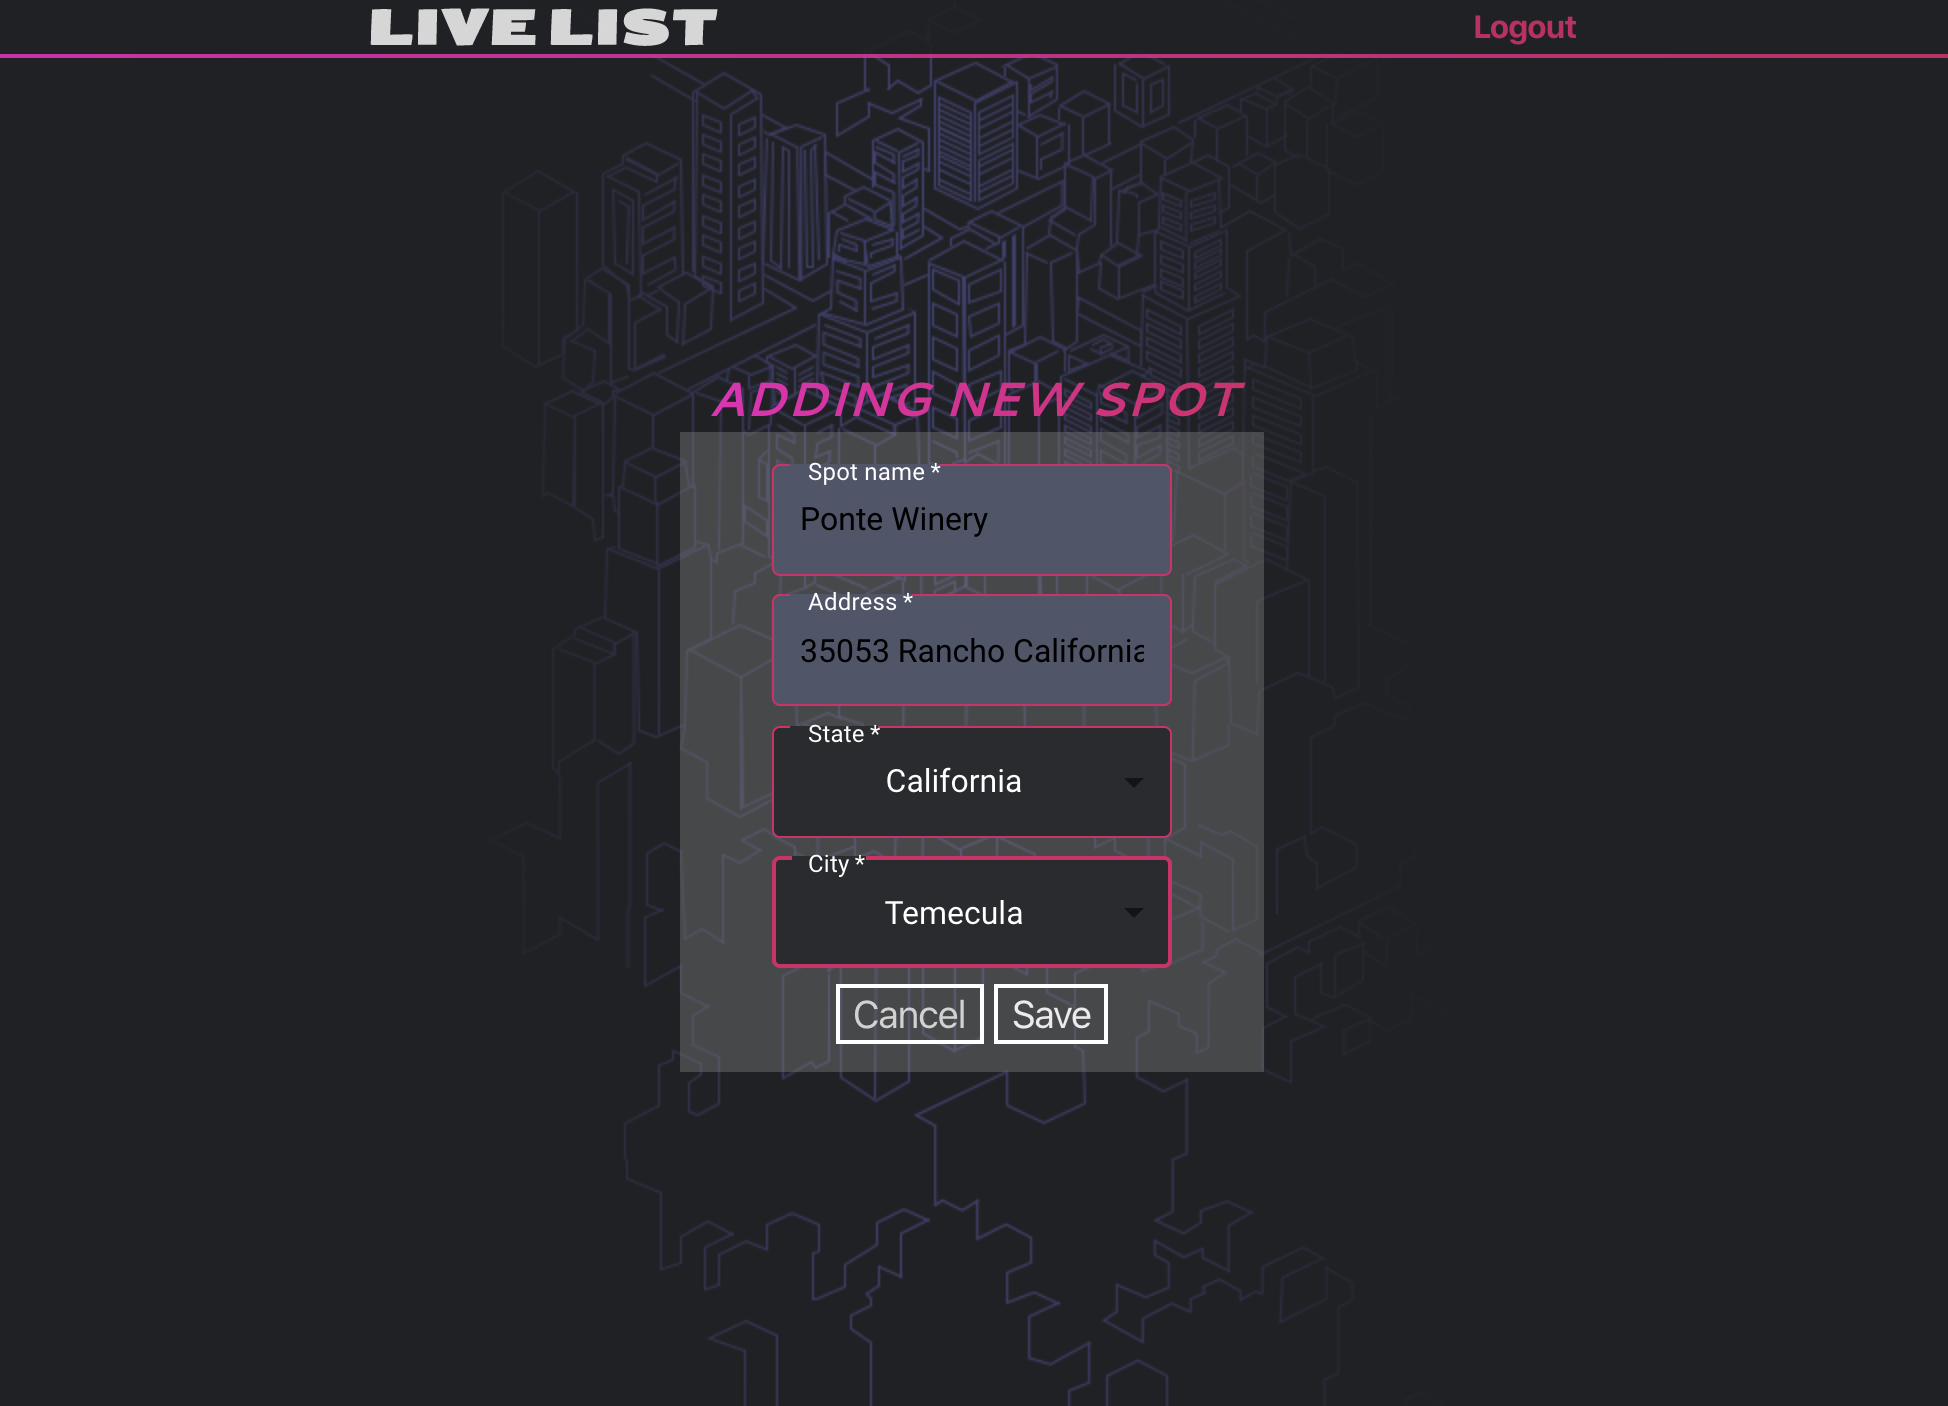 LIVE LIST
Logout
ADDING NEW SPOT
Spot name *
Ponte Winery
Address *
35053 Rancho California
State *
California
City *
Temecula
Cancel
Save